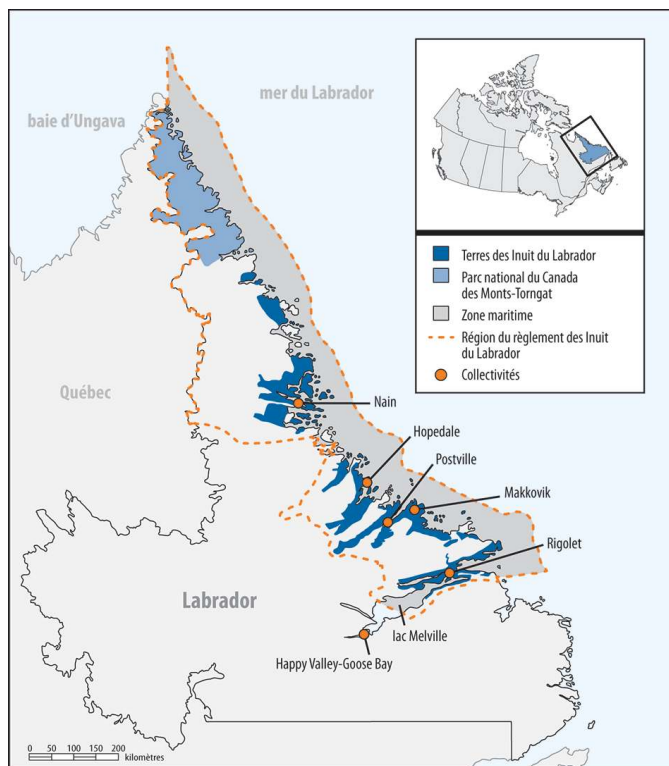 mer du Labrador
baie d'Ungava
Terres des Inuit du Labrador
Parc national du Canada
des Monts-Torngat
Zone maritime
Région du règlement des Inuit
du Labrador
Collectivités
Québec
Nain
Hopedale
Postville
Makkovik
Rigolet
Labrador
lac Melville
Happy Valley-Goose Bay
0 50 100 150 200
kilomètres